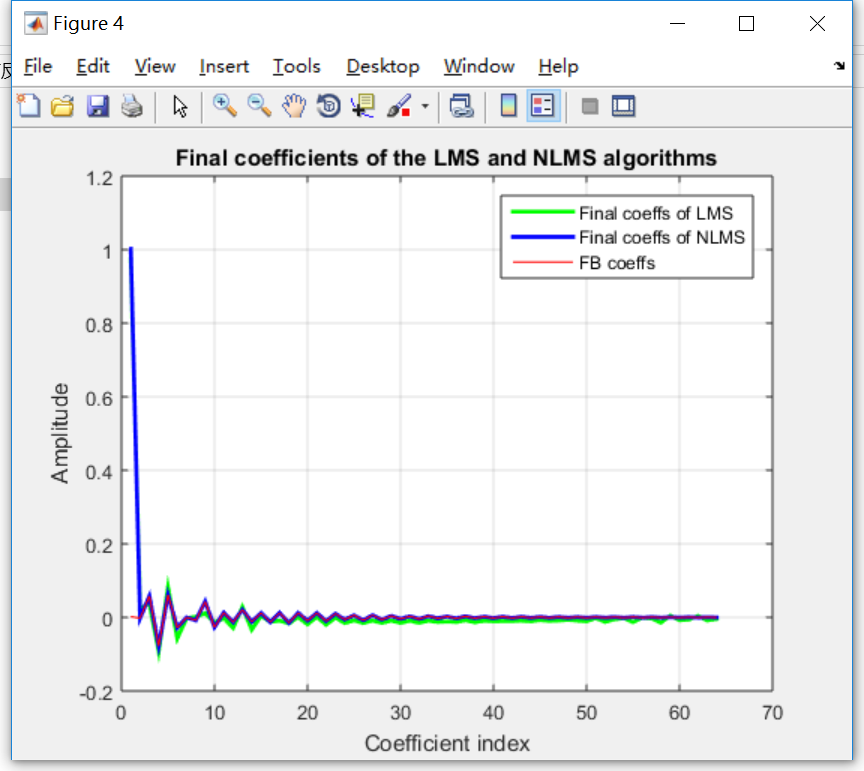 Figure 4
File Edit View Insert Tools Desktop Window Help
Final coefficients of the LMS and NLMS algorithms
1.2
1
0.8
0.6
0.4
0.2
0
-0.2
Amplitude
Final coeffs of LMS
Final coeffs of NLMS
FB coeffs
0 10 20 30 40 50 60 70
Coefficient index